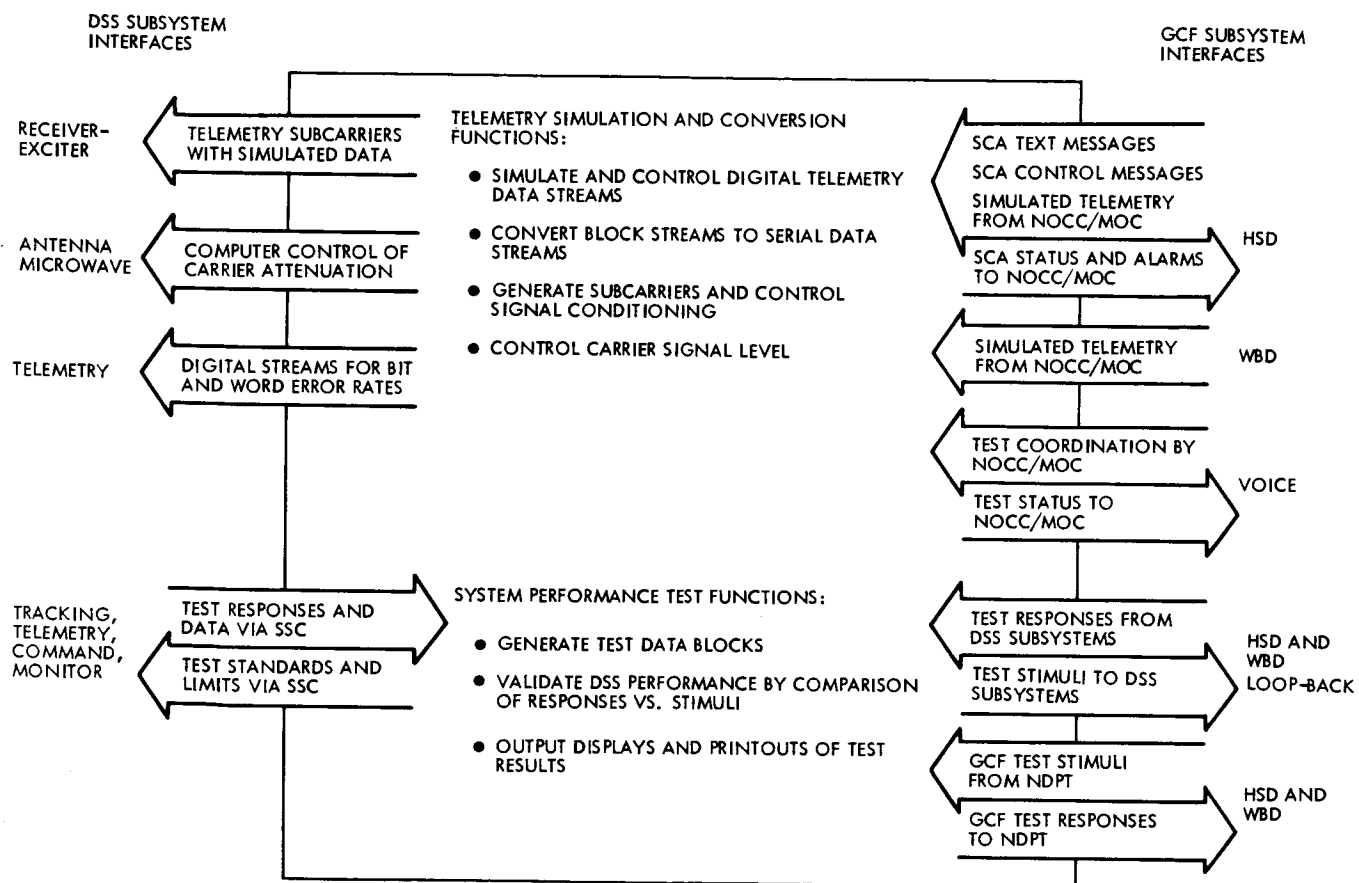 DSS SUBSYSTEM
INTERFACES
GCF SUBSYSTEM
INTERFACES
RECEIVER-
EXCITER
TELEMETRY SUBCARRIERS
WITH SIMULATED DATA
ANTENNA
MICROWAVE
COMPUTER CONTROL OF
CARRIER ATTENUATION
TELEMETRY
DIGITAL STREAMS FOR BIT
AND WORD ERROR RATES
TELEMETRY SIMULATION AND CONVERSION
FUNCTIONS:
● SIMULATE AND CONTROL DIGITAL TELEMETRY
DATA STREAMS
● CONVERT BLOCK STREAMS TO SERIAL DATA
STREAMS
● GENERATE SUBCARRIERS AND CONTROL
SIGNAL CONDITIONING
● CONTROL CARRIER SIGNAL LEVEL
SCA TEXT MESSAGES
SCA CONTROL MESSAGES
SIMULATED TELEMETRY
FROM NOCC/MOC
SCA STATUS AND ALARMS
TO NOCC/MOC
HSD
SIMULATED TELEMETRY
FROM NOCC/MOC
WBD
TEST COORDINATION BY
NOCC/MOC
TEST STATUS TO
NOCC/MOC
VOICE
TRACKING,
TELEMETRY,
COMMAND,
MONITOR
TEST RESPONSES AND
DATA VIA SSC
TEST STANDARDS AND
LIMITS VIA SSC
SYSTEM PERFORMANCE TEST FUNCTIONS:
● GENERATE TEST DATA BLOCKS
● VALIDATE DSS PERFORMANCE BY COMPARISON
OF RESPONSES VS. STIMULI
● OUTPUT DISPLAYS AND PRINTOUTS OF TEST
RESULTS
TEST RESPONSES FROM
DSS SUBSYSTEMS
TEST STIMULI TO DSS
SUBSYSTEMS
HSD AND
WBD
LOOP-BACK
GCF TEST STIMULI
FROM NDPT
GCF TEST RESPONSES
TO NDPT
HSD AND
WBD